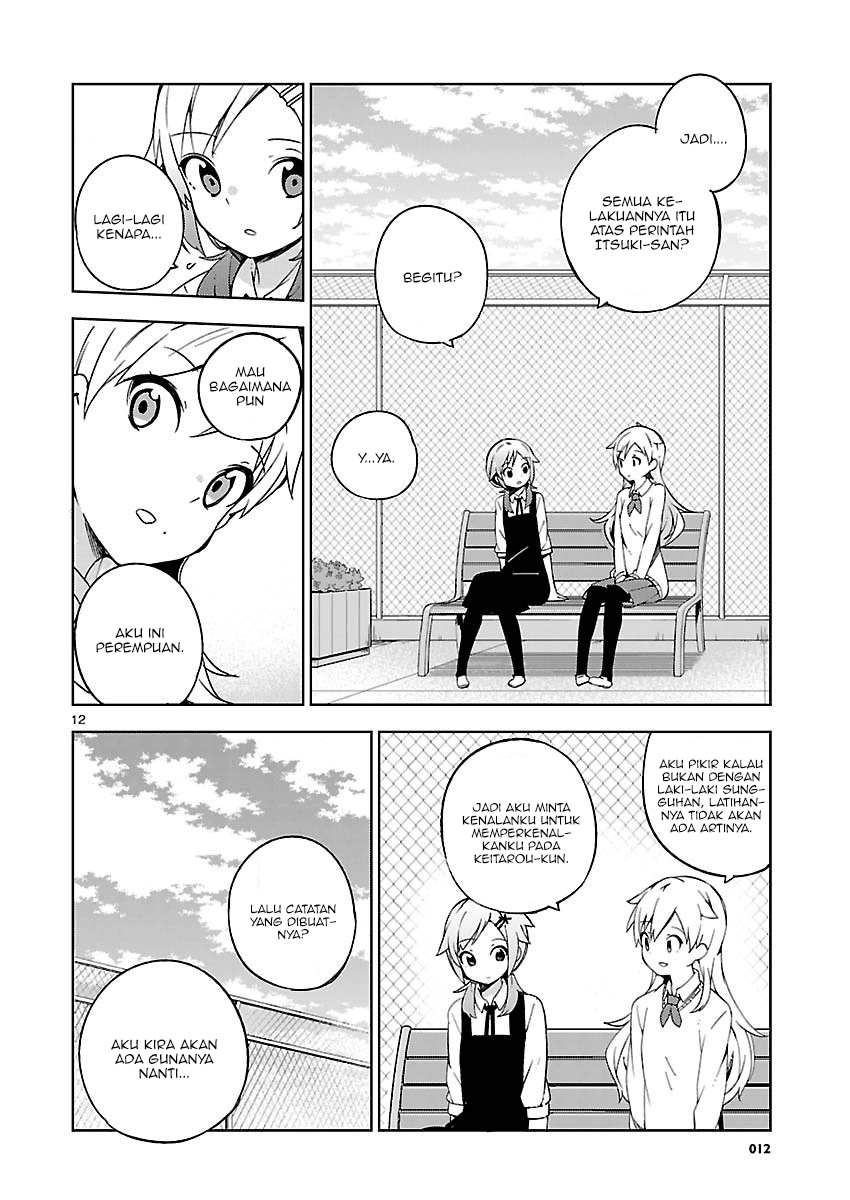 JADI....
SEMUA KE-
LAKUANNYA ITU
ATAS PERINTAH
ITSUKI-SAN?
BEGITU?
Y...YA.
LAGI-LAGI
KENAPA...
MAU
BAGAIMANA
PUN
AKU INI
PEREMPUAN.
12
AKU PIKIR KALAU
BUKAN DENGAN
LAKI-LAKI SUNG-
GUHAN, LATIHAN-
NYA TIDAK AKAN
ADA ARTINYA.
JADI AKU MINTA
KENALANKU UNTUK
MEMPERKENAL-
KANKU PADA
KEITAROU-KUN.
LALU CATATAN
YANG DIBUAT-
NYA?
AKU KIRA AKAN
ADA GUNANYA
NANTI...
012